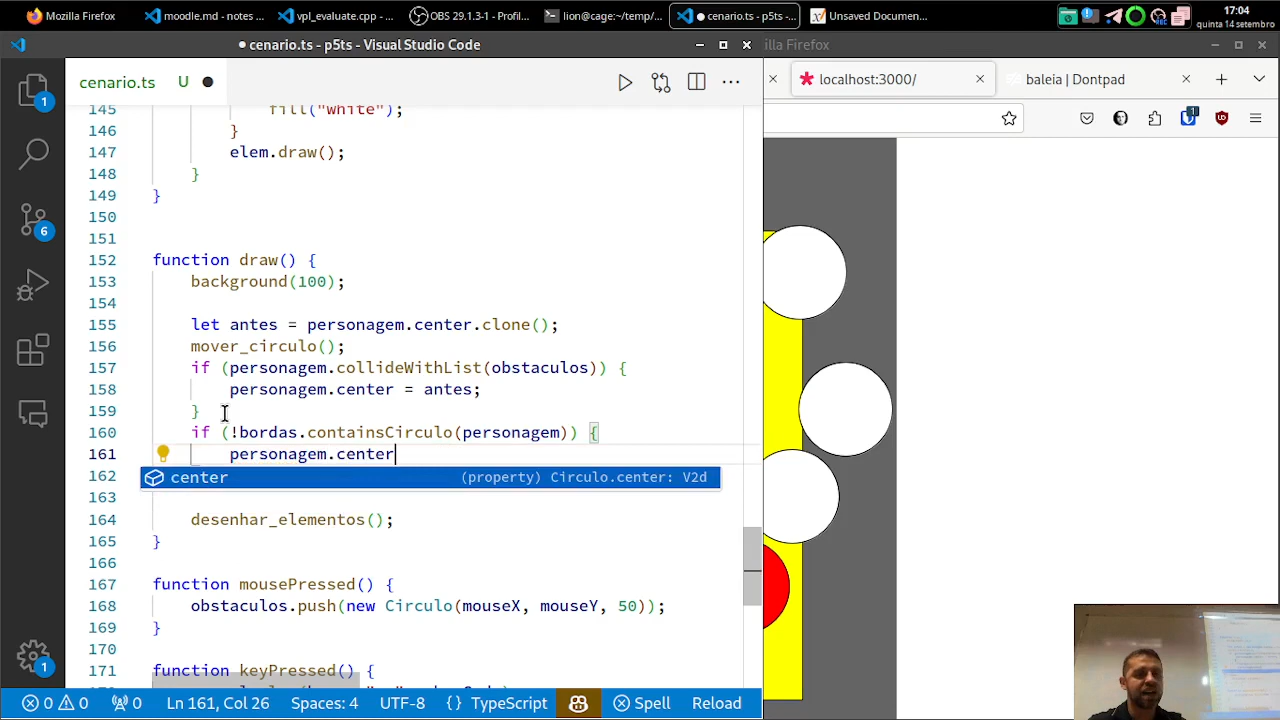 Mozilla Firefox
moodle.md - notes ...
vpl_evaluate.cpp - ...
OBS 29.1.3-1 - Profil...
lion@cage:~/temp/...
● cenario.ts - p5ts - ...
Unsaved Documen...
17:04
quinta 14 setembro
● cenario.ts - p5ts - Visual Studio Code
illa Firefox
cenario.ts U ●
localhost:3000/
baleia | Dontpad
145 fill("white");
146 }
147 elem.draw();
148 }
149 }
150
151
152 function draw() {
153 background(100);
154
155 let antes = personagem.center.clone();
156 mover_circulo();
157 if (personagem.collideWithList(obstaculos)) {
158 personagem.center = antes;
159 }
160 if (!bordas.containsCirculo(personagem)) {
161 personagem.center
162 center (property) Circulo.center: V2d
163
164 desenhar_elementos();
165 }
166
167 function mousePressed() {
168 obstaculos.push(new Circulo(mouseX, mouseY, 50));
169 }
170
171 function keyPressed() {
1
6
1
1
0 0 0 Ln 161, Col 26 Spaces: 4 UTF-8 { } TypeScript Spell Reload